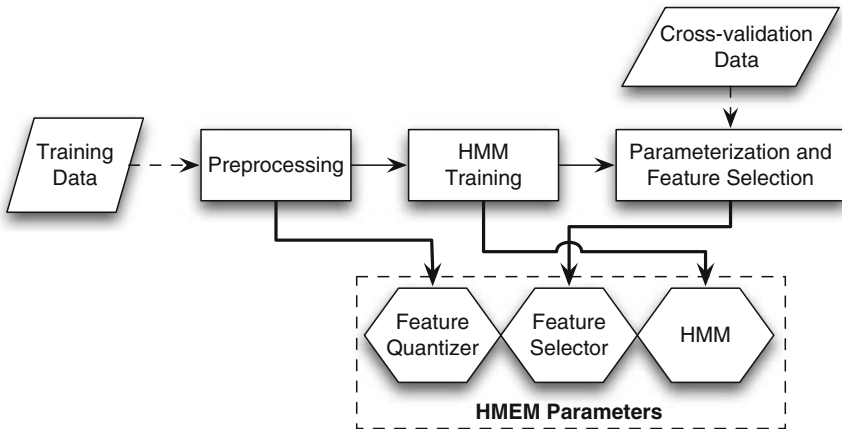 Cross-validation
Data
Training
Data
Preprocessing
HMM
Training
Parameterization and
Feature Selection
Feature
Quantizer
Feature
Selector
HMM
HMEM Parameters